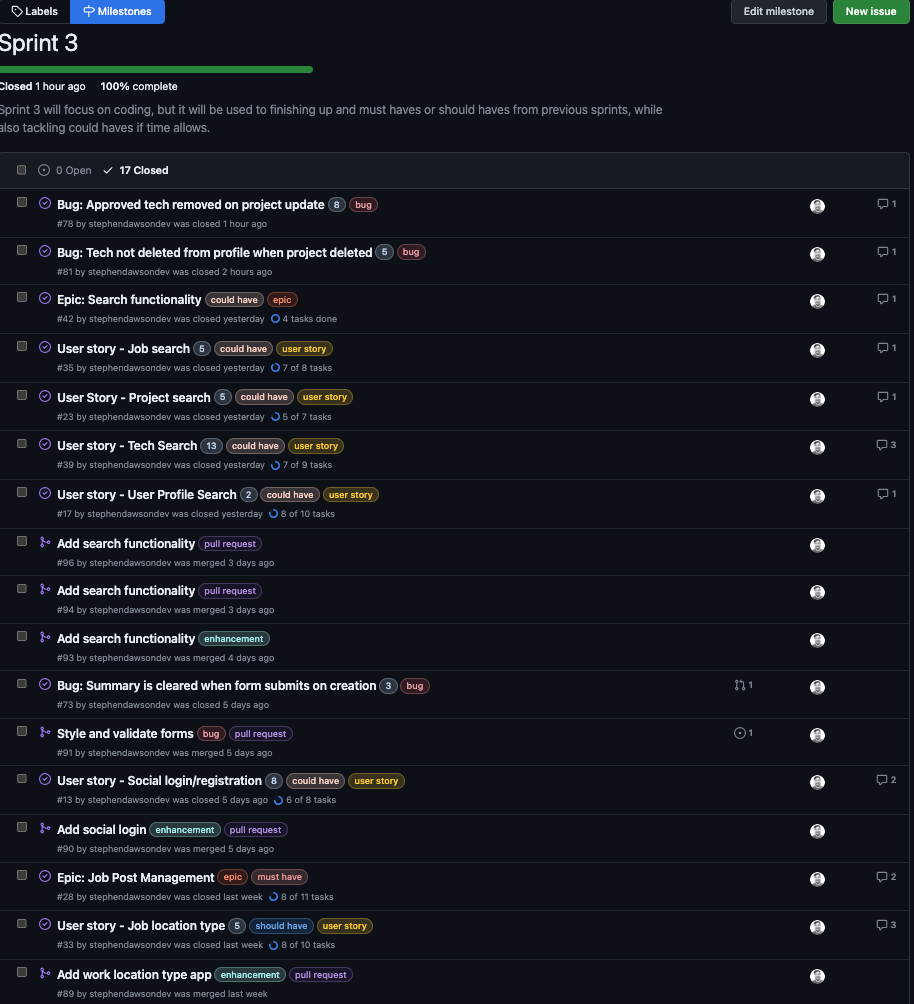 Labels Milestones Edit milestone New issue
Sprint 3
Closed 1 hour ago 100% complete
Sprint 3 will focus on coding, but it will be used to finishing up and must haves or should haves from previous sprints, while
also tackling could haves if time allows.
0 Open 17 Closed
Bug: Approved tech removed on project update 8 bug 1
#78 by stephendawsondev was closed 1 hour ago
Bug: Tech not deleted from profile when project deleted 5 bug 1
#81 by stephendawsondev was closed 2 hours ago
Epic: Search functionality could have epic 1
#42 by stephendawsondev was closed yesterday 4 tasks done
User story - Job search 5 could have user story 1
#35 by stephendawsondev was closed yesterday 7 of 8 tasks
User Story - Project search 5 could have user story 1
#23 by stephendawsondev was closed yesterday 5 of 7 tasks
User story - Tech Search 13 could have user story 3
#39 by stephendawsondev was closed yesterday 7 of 9 tasks
User story - User Profile Search 2 could have user story 1
#17 by stephendawsondev was closed yesterday 8 of 10 tasks
Add search functionality pull request
#96 by stephendawsondev was merged 3 days ago
Add search functionality pull request
#94 by stephendawsondev was merged 3 days ago
Add search functionality enhancement
#93 by stephendawsondev was merged 4 days ago
Bug: Summary is cleared when form submits on creation 3 bug 1
#73 by stephendawsondev was closed 5 days ago
Style and validate forms bug pull request 1
#91 by stephendawsondev was merged 5 days ago
User story - Social login/registration 8 could have user story 2
#13 by stephendawsondev was closed 5 days ago 6 of 8 tasks
Add social login enhancement pull request
#90 by stephendawsondev was merged 5 days ago
Epic: Job Post Management epic must have 2
#28 by stephendawsondev was closed last week 8 of 11 tasks
User story - Job location type 5 should have user story 3
#33 by stephendawsondev was closed last week 8 of 10 tasks
Add work location type app enhancement pull request
#89 by stephendawsondev was merged last week